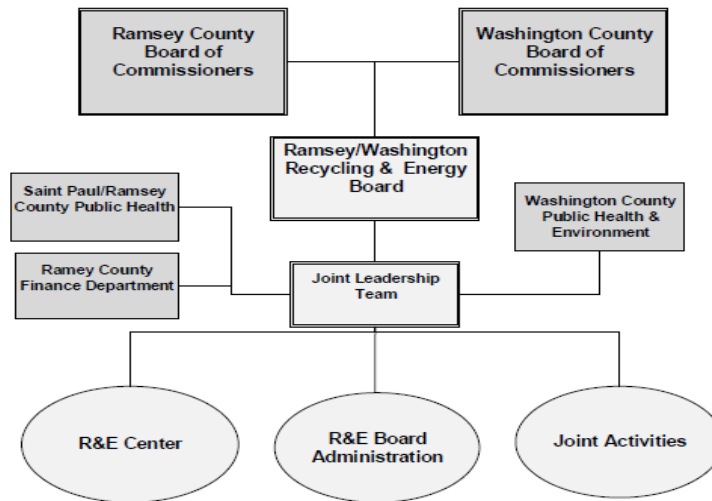 Ramsey County
Board of
Commissioners
Washington County
Board of
Commissioners
Ramsey/Washington
Recycling & Energy
Board
Saint Paul/Ramsey
County Public Health
Washington County
Public Health &
Environment
Ramey County
Finance Department
Joint Leadership
Team
R&E Center
R&E Board
Administration
Joint Activities